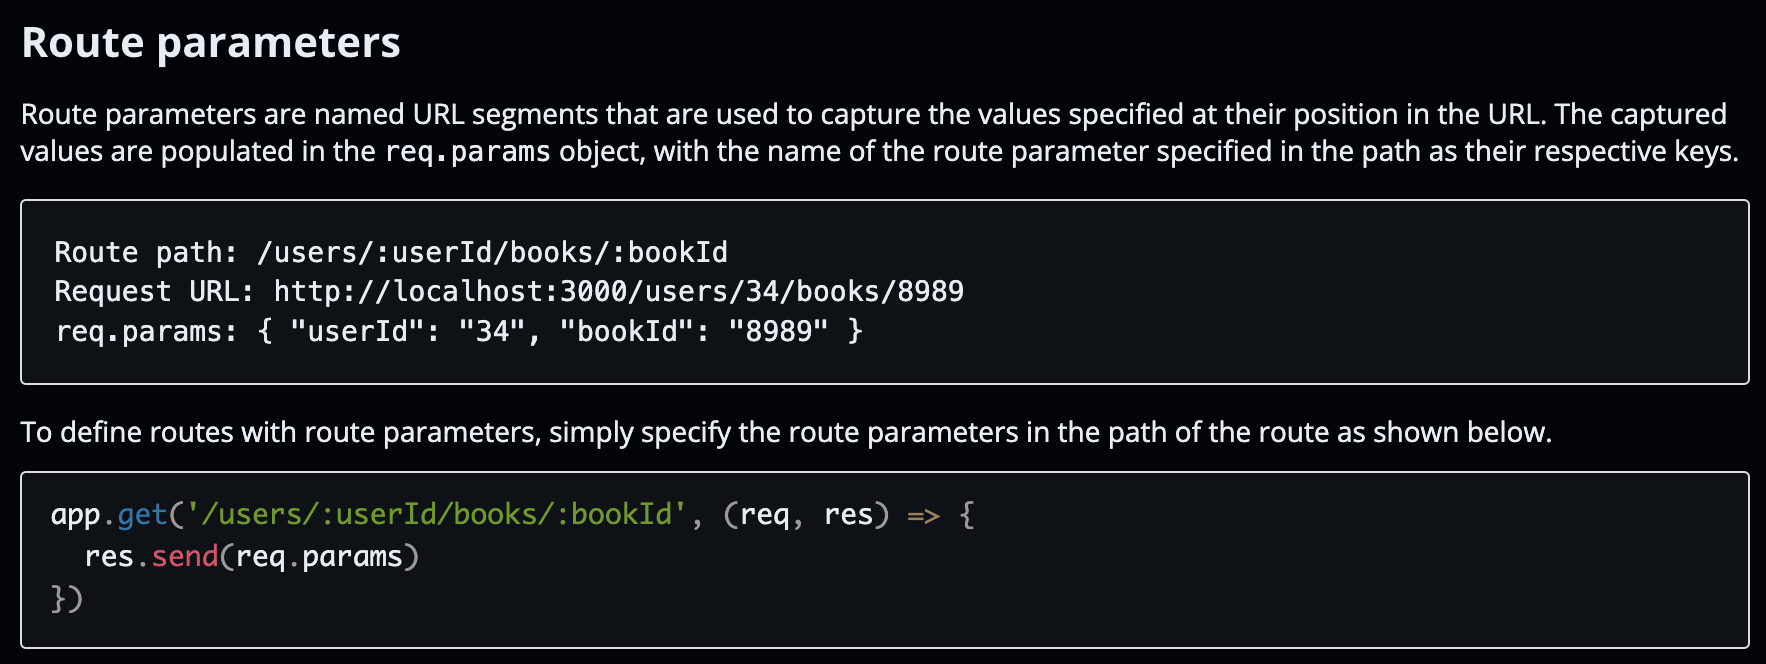 Route parameters
Route parameters are named URL segments that are used to capture the values specified at their position in the URL. The captured
values are populated in the req.params object, with the name of the route parameter specified in the path as their respective keys.
Route path: /users/:userId/books/:bookId
Request URL: http://localhost:3000/users/34/books/8989
req.params: { "userId": "34", "bookId": "8989" }
To define routes with route parameters, simply specify the route parameters in the path of the route as shown below.
app.get('/users/:userId/books/:bookId', (req, res) => {
  res.send(req.params)
})